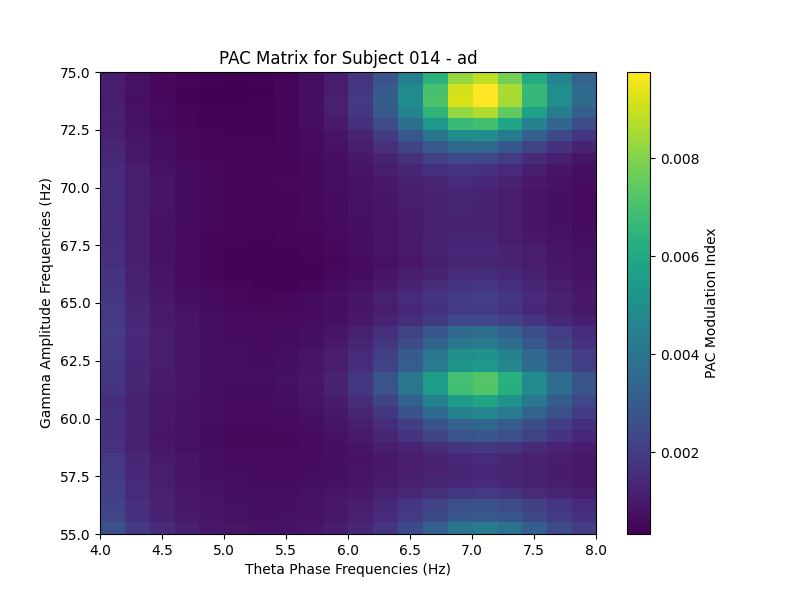 PAC Matrix for Subject 014 - ad
75.0
72.5
70.0
67.5
65.0
62.5
60.0
57.5
55.0
Gamma Amplitude Frequencies (Hz)
4.0 4.5 5.0 5.5 6.0 6.5 7.0 7.5 8.0
Theta Phase Frequencies (Hz)
0.008
0.006
0.004
0.002
PAC Modulation Index